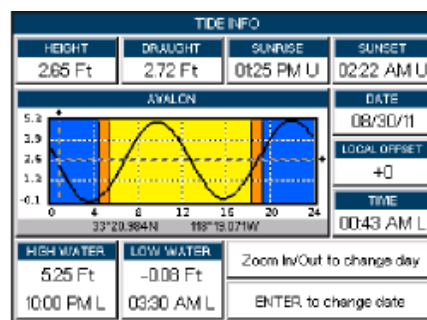 TIDE INFO
HEIGHT DRAUGHT SUNRISE SUNSET
2.65 Ft 2.72 Ft 01:25 PM U 02:22 AM U
AVALON
DATE
08/30/11
LOCAL OFFSET
+0
TIME
00:43 AM L
5.2
3.9
2.6
1.3
-0.1
0 4 8 12 16 20 24
33°20.984N 118°19.071W
HIGH WATER LOW WATER
5.25 Ft -0.08 Ft
10:00 PM L 03:30 AM L
Zoom In/Out to change day
ENTER to change date